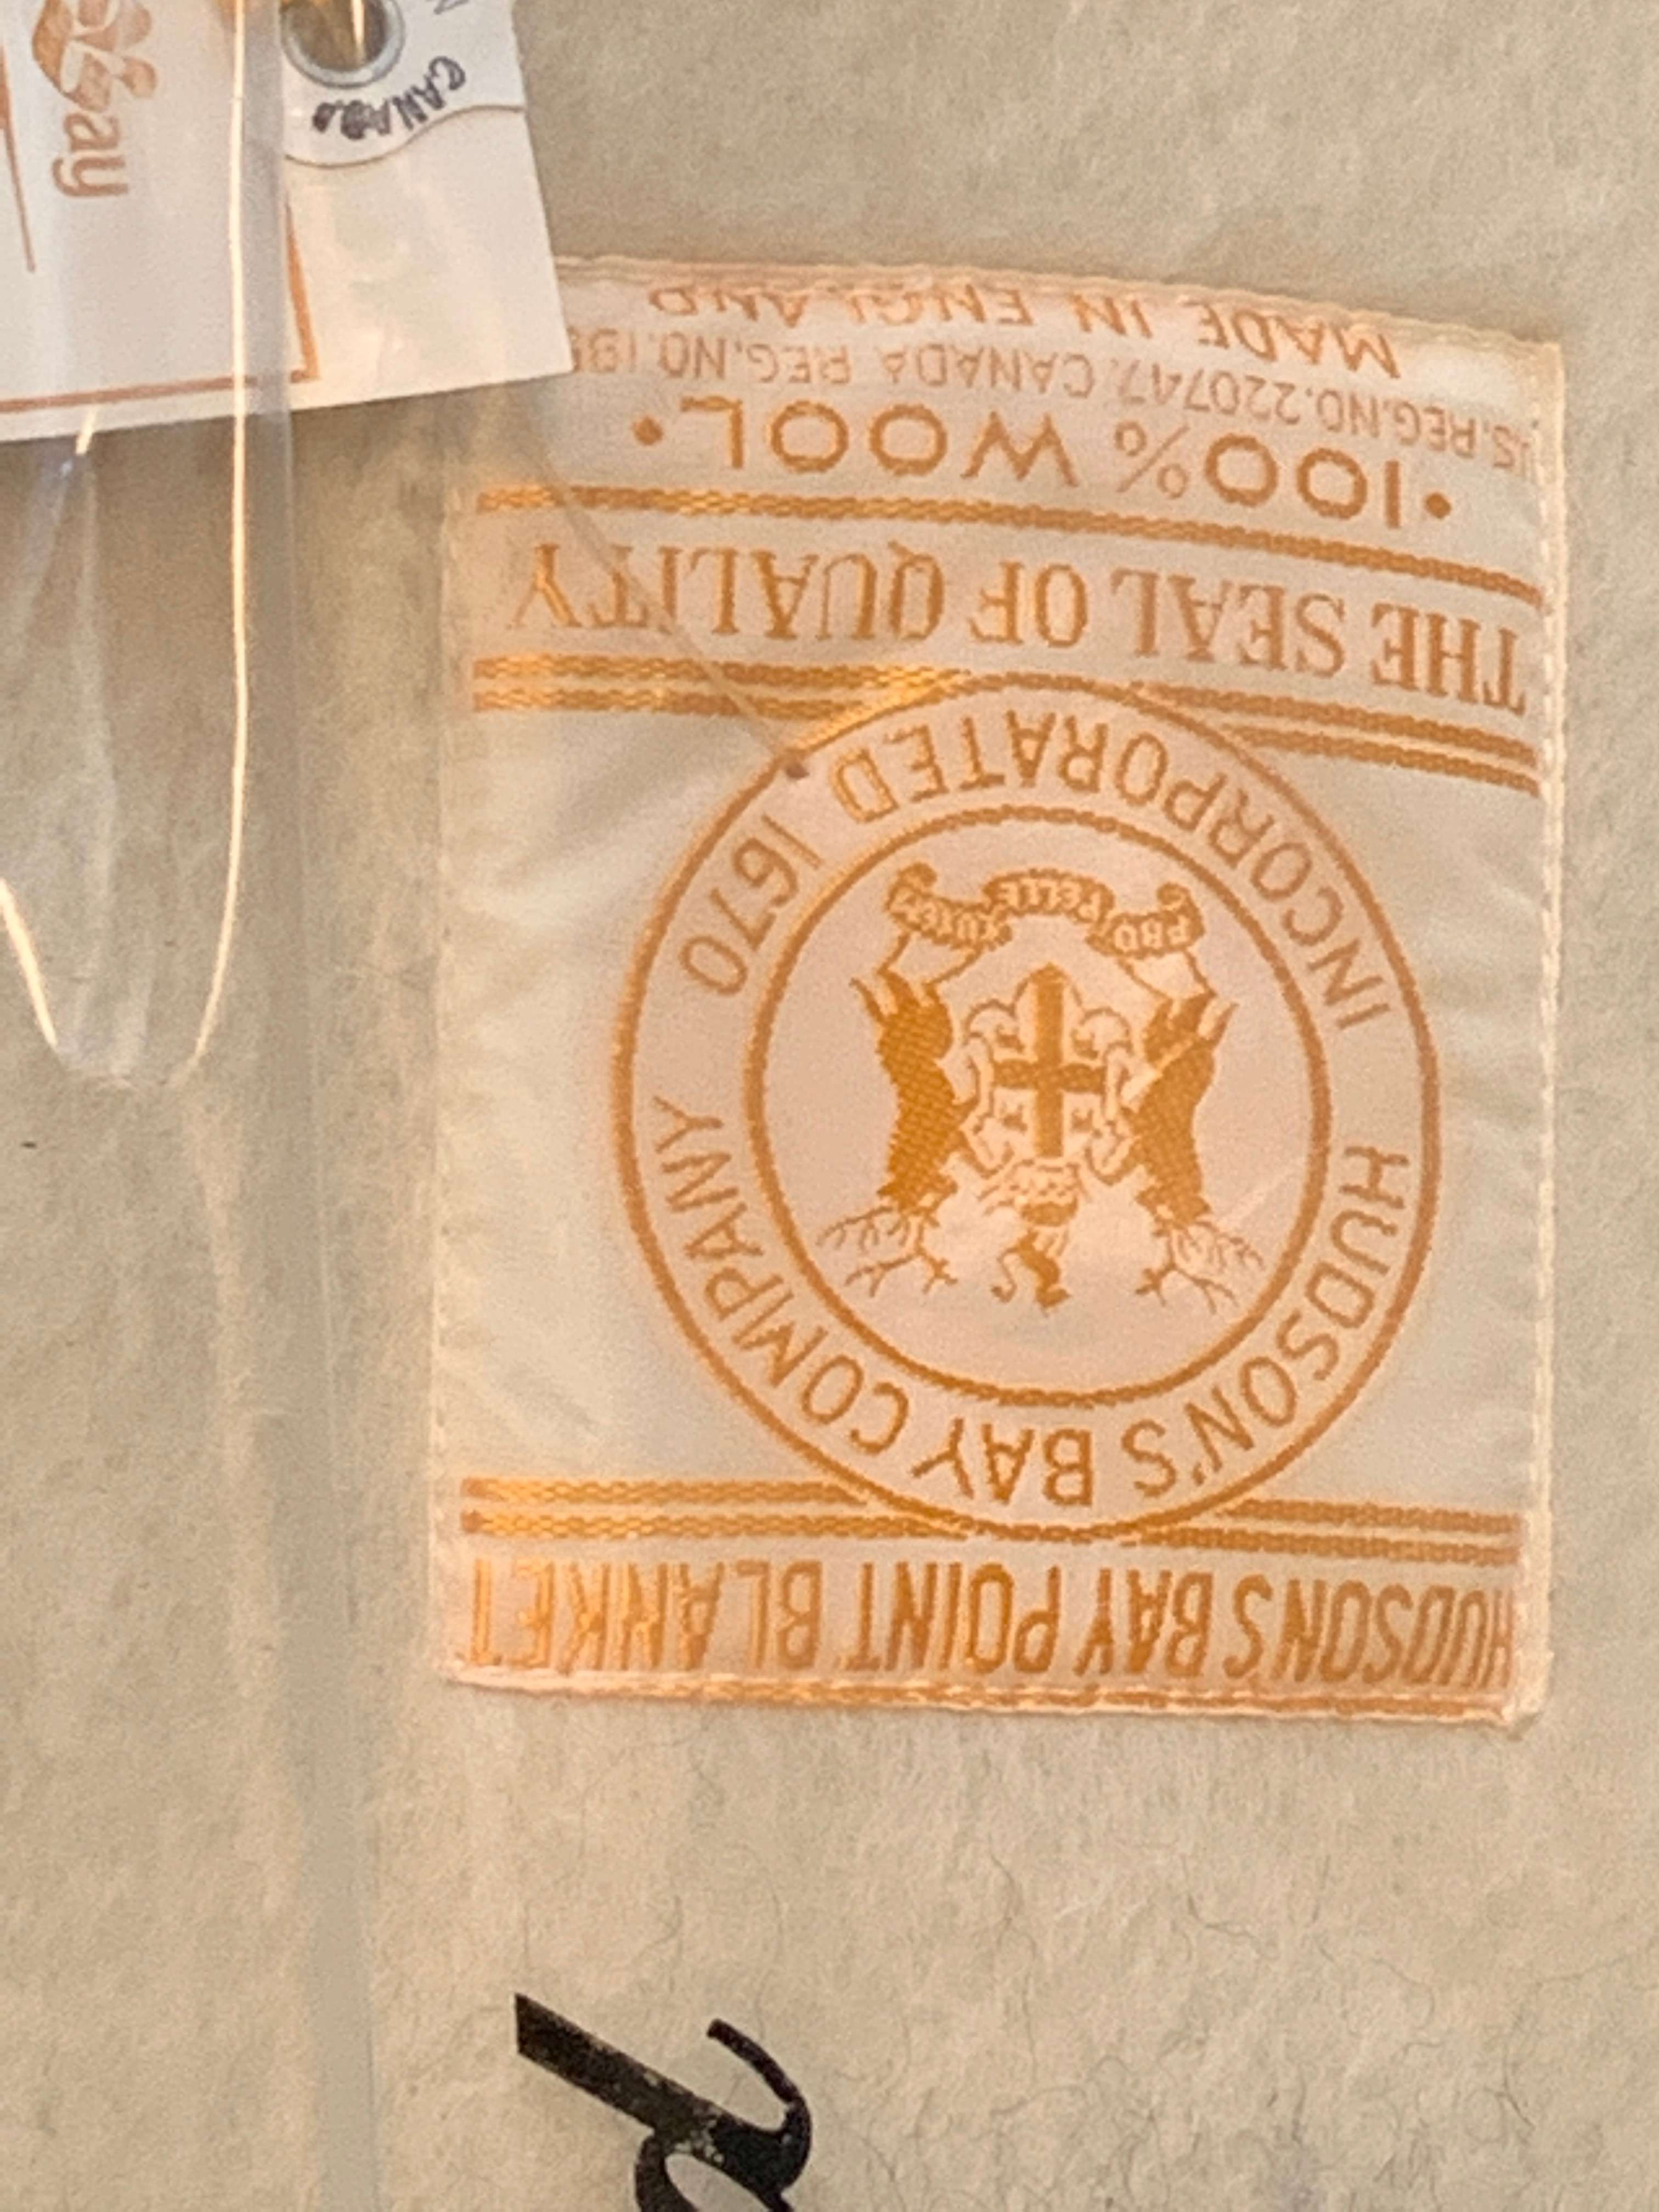 HUDSON'S BAY POINT BLANKET
HUDSON'S BAY COMPANY
INCORPORATED 1670
PRO PELLE CUTEM
THE SEAL OF QUALITY
•100% WOOL•
US.REG.NO.220747. CANADA REG.NO.
MADE IN ENGLAND
CANADA
Bay